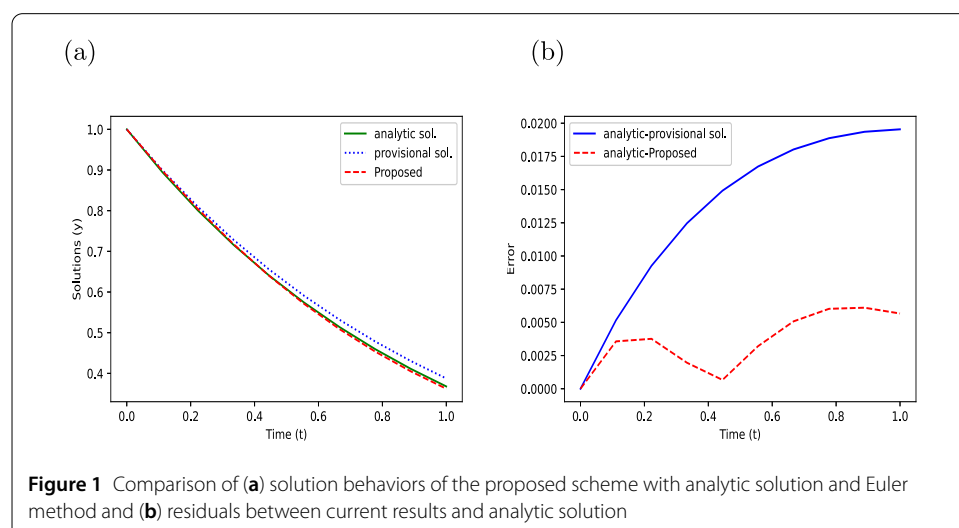 (a)
(b)
analytic sol.
provisional sol.
Proposed
1.0
0.9
0.8
0.7
0.6
0.5
0.4
Solutions (y)
0.0 0.2 0.4 0.6 0.8 1.0
Time (t)
analytic-provisional sol.
analytic-Proposed
0.0200
0.0175
0.0150
0.0125
0.0100
0.0075
0.0050
0.0025
0.0000
Error
0.0 0.2 0.4 0.6 0.8 1.0
Time (t)
Figure 1 Comparison of (a) solution behaviors of the proposed scheme with analytic solution and Euler
method and (b) residuals between current results and analytic solution